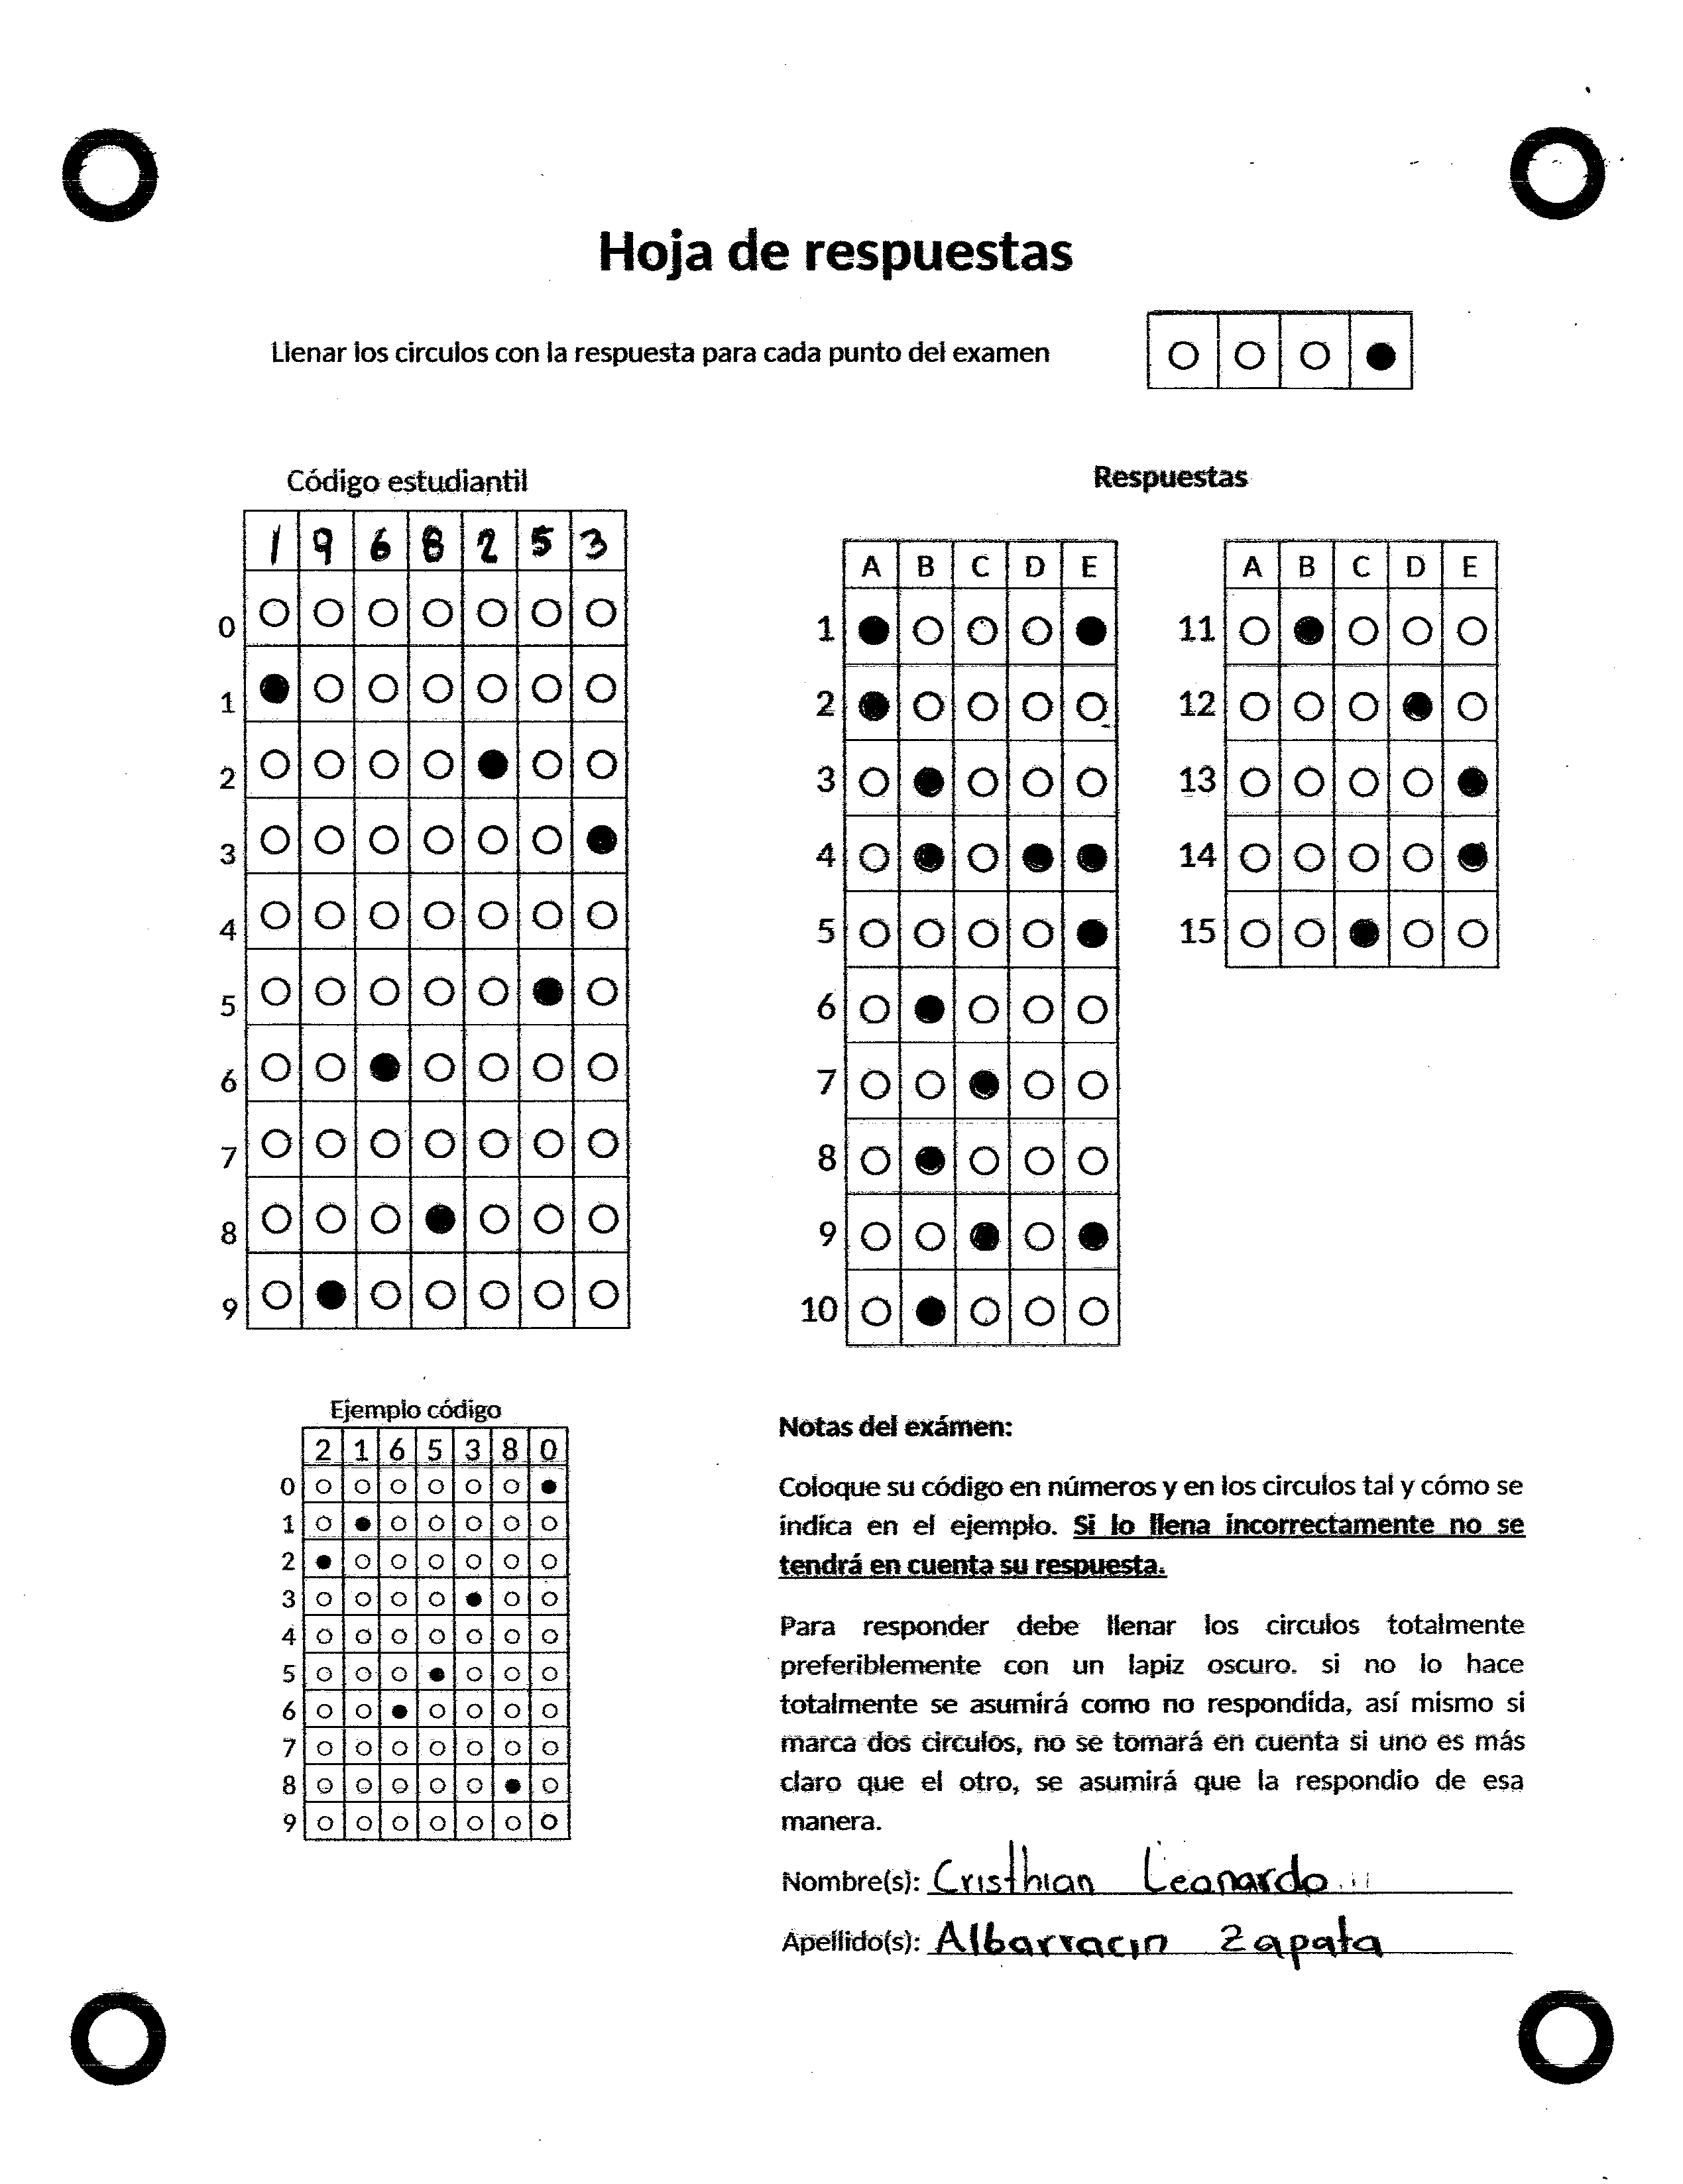 Hoja de respuestas
Llenar los circulos con la respuesta para cada punto del examen
Código estudiantil
1 9 6 8 2 5 3
0
1
2
3
4
5
6
7
8
9
Respuestas
A B C D E
1
2
3
4
5
6
7
8
9
10
A B C D E
11
12
13
14
15
Ejemplo código
2 1 6 5 3 8 0
0
1
2
3
4
5
6
7
8
9
Notas del exámen:
Coloque su código en números y en los circulos tal y cómo se
indica en el ejemplo. Si lo llena incorrectamente no se
tendrá en cuenta su respuesta.
Para responder debe llenar los circulos totalmente
preferiblemente con un lapiz oscuro. si no lo hace
totalmente se asumirá como no respondida, así mismo si
marca dos circulos, no se tomará en cuenta si uno es más
claro que el otro, se asumirá que la respondio de esa
manera.
Nombre(s): Cristhian Leonardo
Apellido(s): Albarracin Zapata